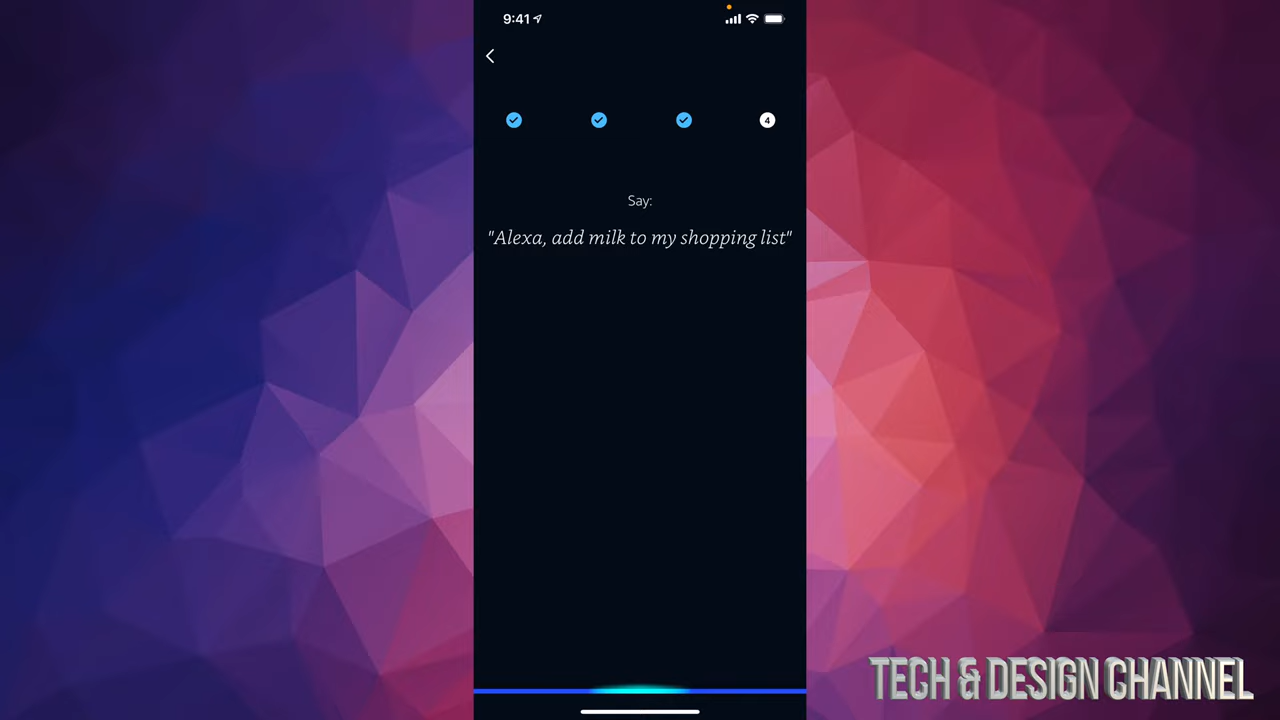 9:41
4
Say:
"Alexa, add milk to my shopping list"
TECH & DESIGN CHANNEL